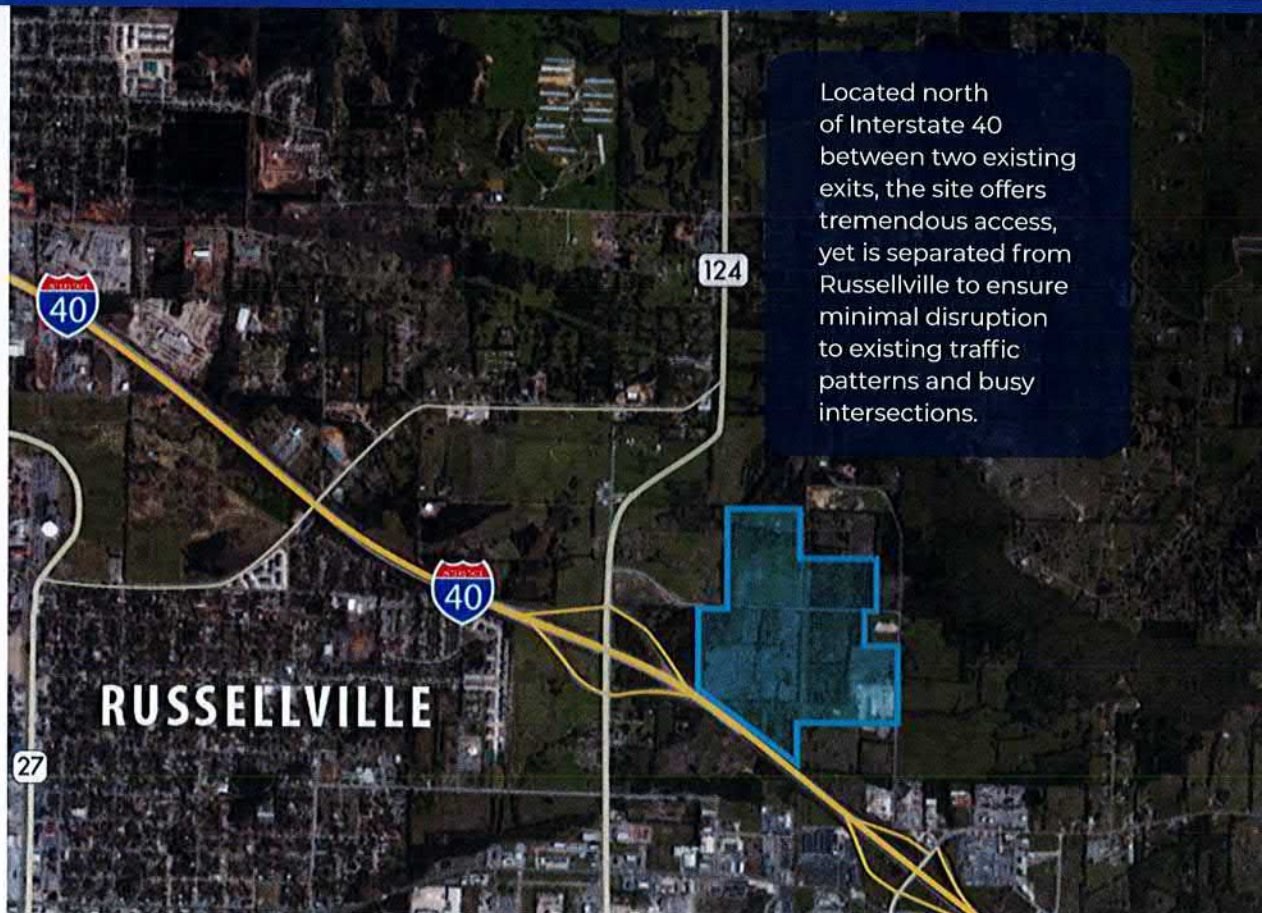 Located north
of Interstate 40
between two existing
exits, the site offers
tremendous access,
yet is separated from
Russellville to ensure
minimal disruption
to existing traffic
patterns and busy
intersections.
124
40
40
RUSSELLVILLE
27